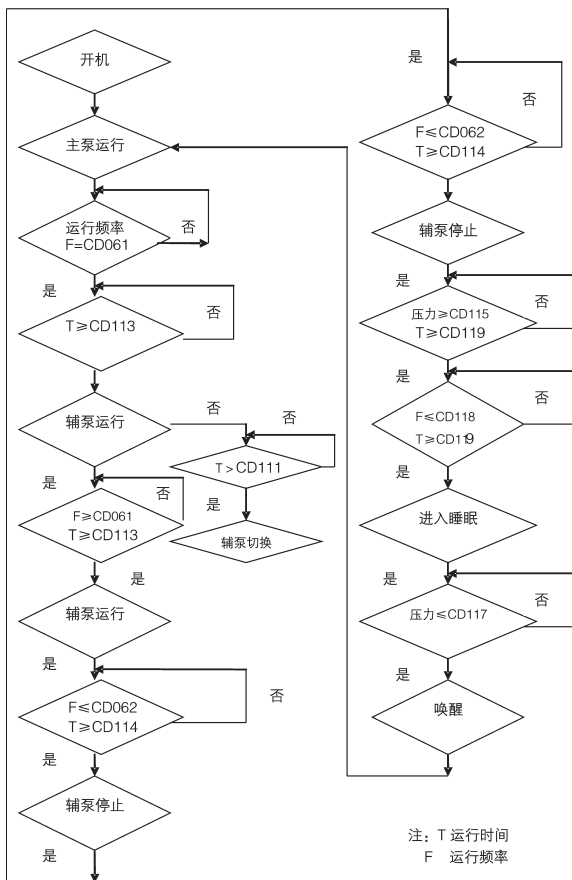 开机
主泵运行
运行频率
F=CD061
否
是
T≥CD113
否
辅泵运行
否
否
T>CD111
是
辅泵切换
是
否
F≥CD061
T≥CD113
是
辅泵运行
是
F≤CD062
T≥CD114
否
是
辅泵停止
是
是
否
F≤CD062
T≥CD114
辅泵停止
是
压力≥CD115
T≥CD119
否
是
F≤CD118
T≥CD119
否
是
进入睡眠
是
压力≤CD117
否
是
唤醒
注：T 运行时间
F 运行频率